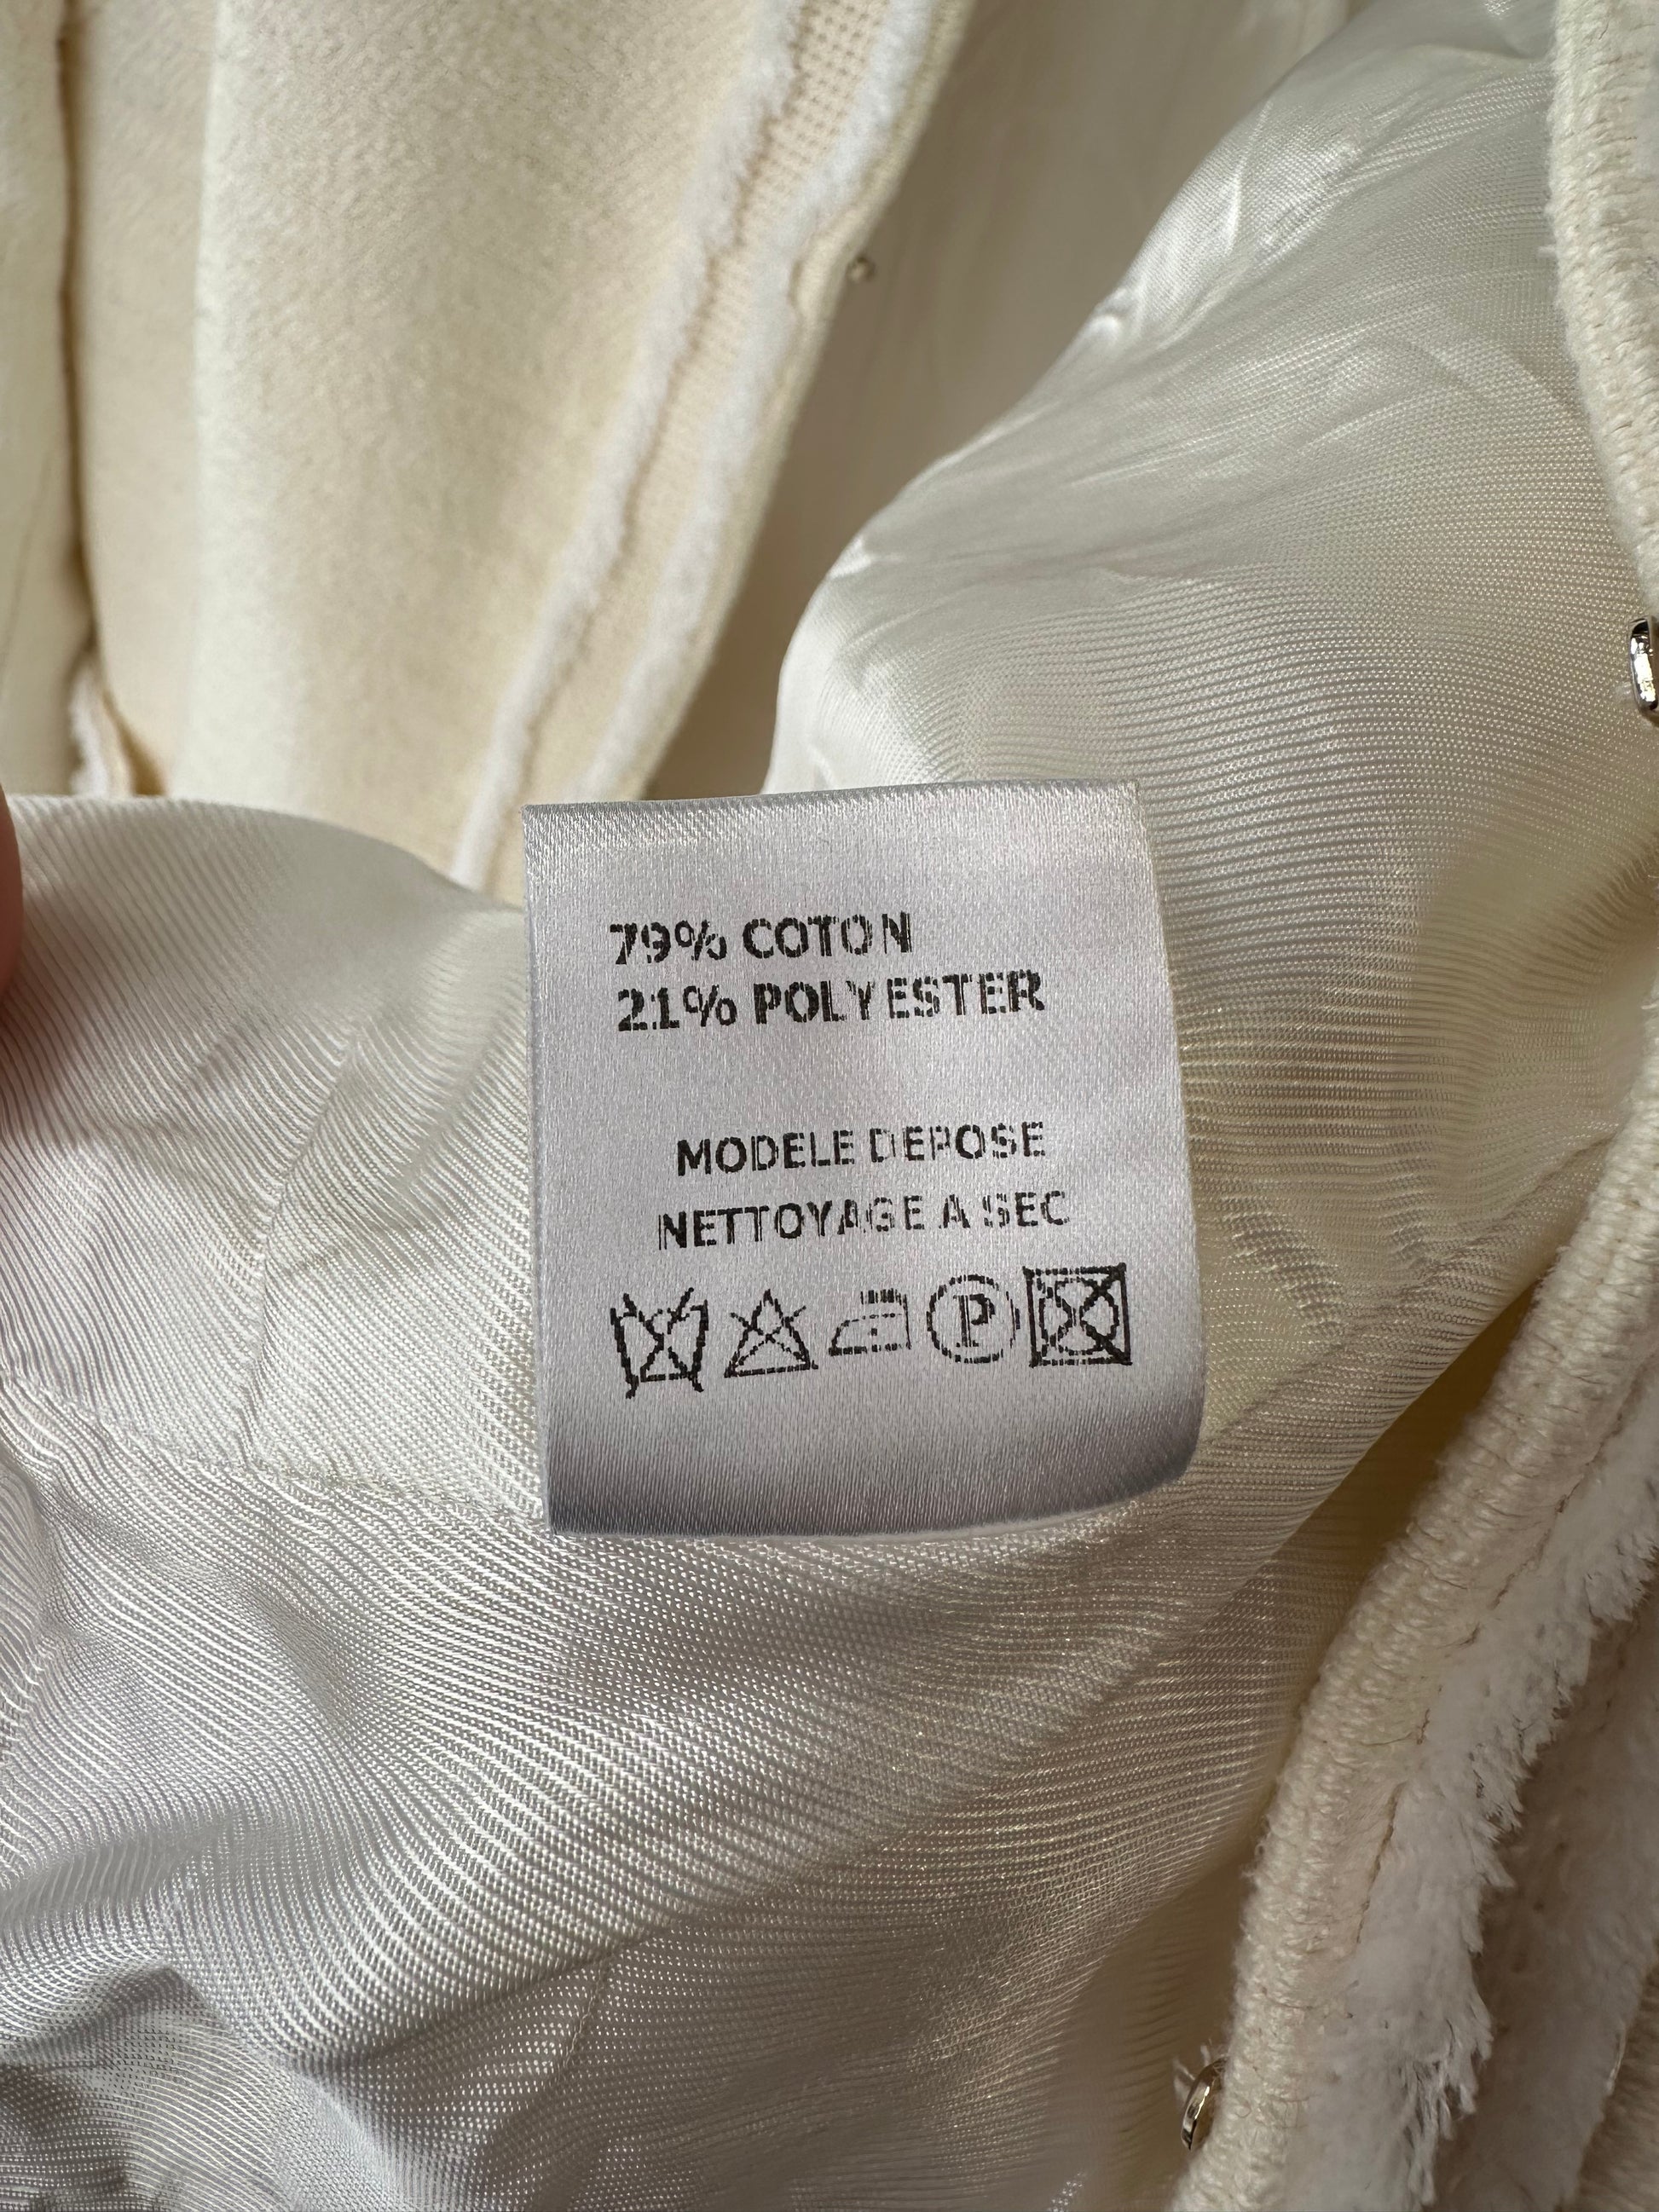 79% COTON
21% POLYESTER
MODELE DEPOSE
NETTOYAGE A SEC
P